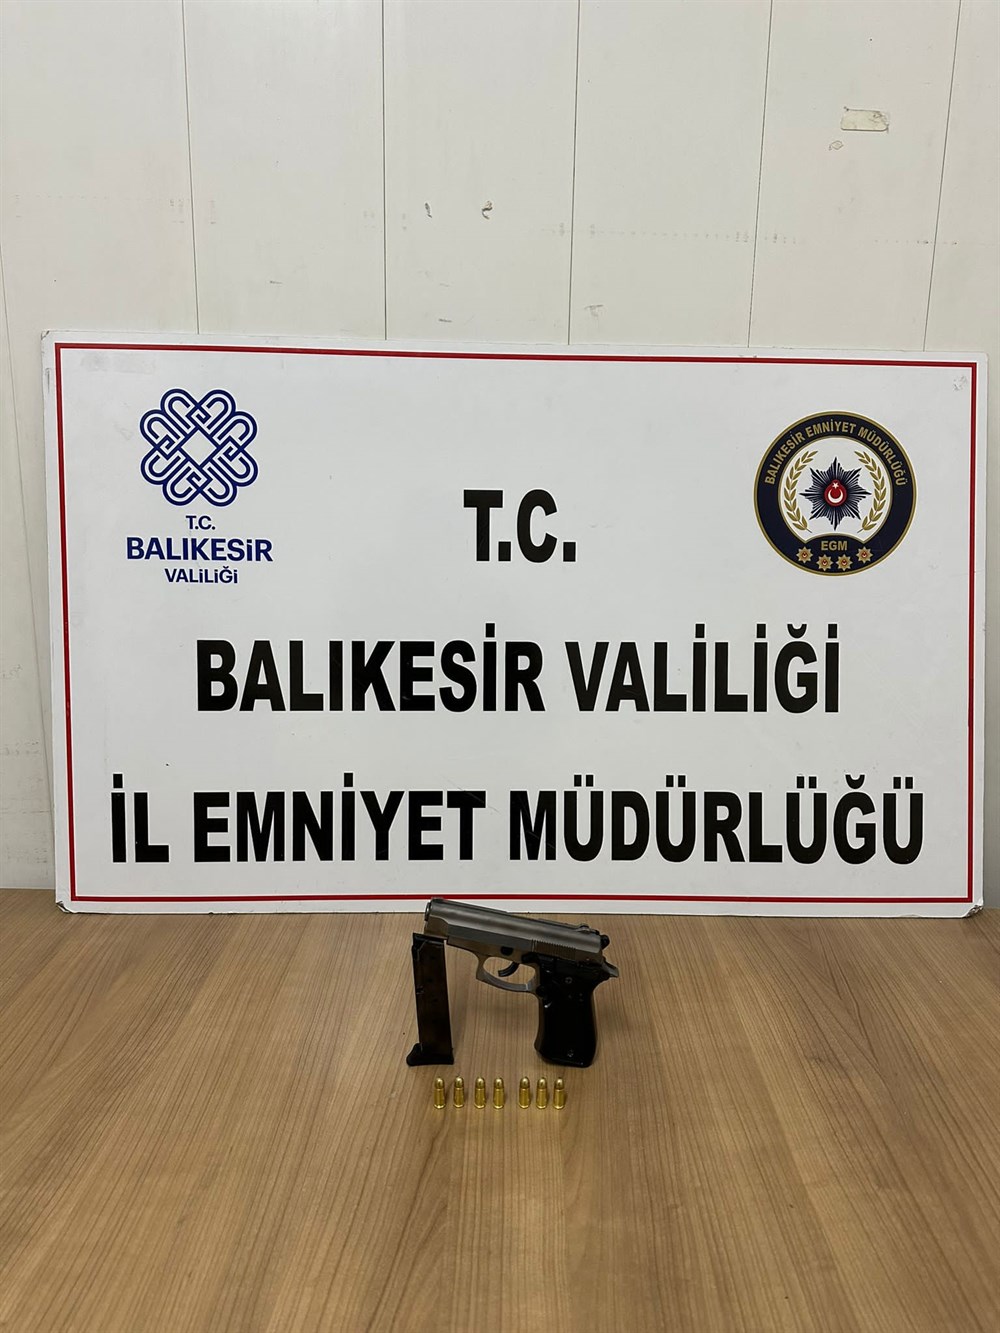 T.C.
BALIKESİR
VALİLİĞİ
BALIKESİR EMNİYET MÜDÜRLÜĞÜ
EGM
T.C.
BALIKESİR VALİLİĞİ
İL EMNİYET MÜDÜRLÜĞÜ